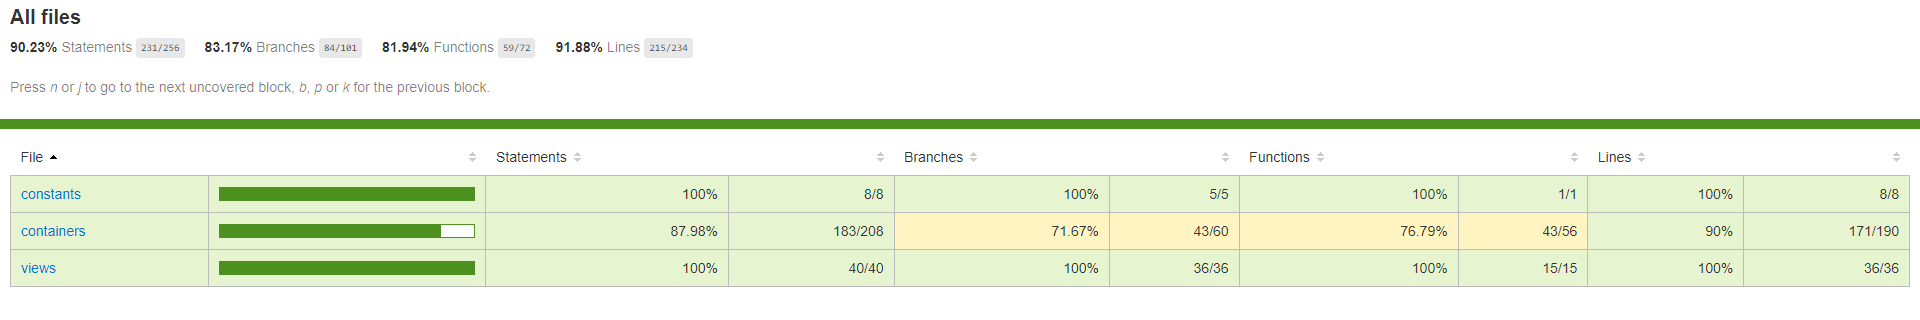 All files
90.23% Statements 231/256 83.17% Branches 84/101 81.94% Functions 59/72 91.88% Lines 215/234
Press n or j to go to the next uncovered block, b, p or k for the previous block.
File Statements Branches Functions Lines
constants 100% 8/8 100% 5/5 100% 1/1 100% 8/8
containers 87.98% 183/208 71.67% 43/60 76.79% 43/56 90% 171/190
views 100% 40/40 100% 36/36 100% 15/15 100% 36/36